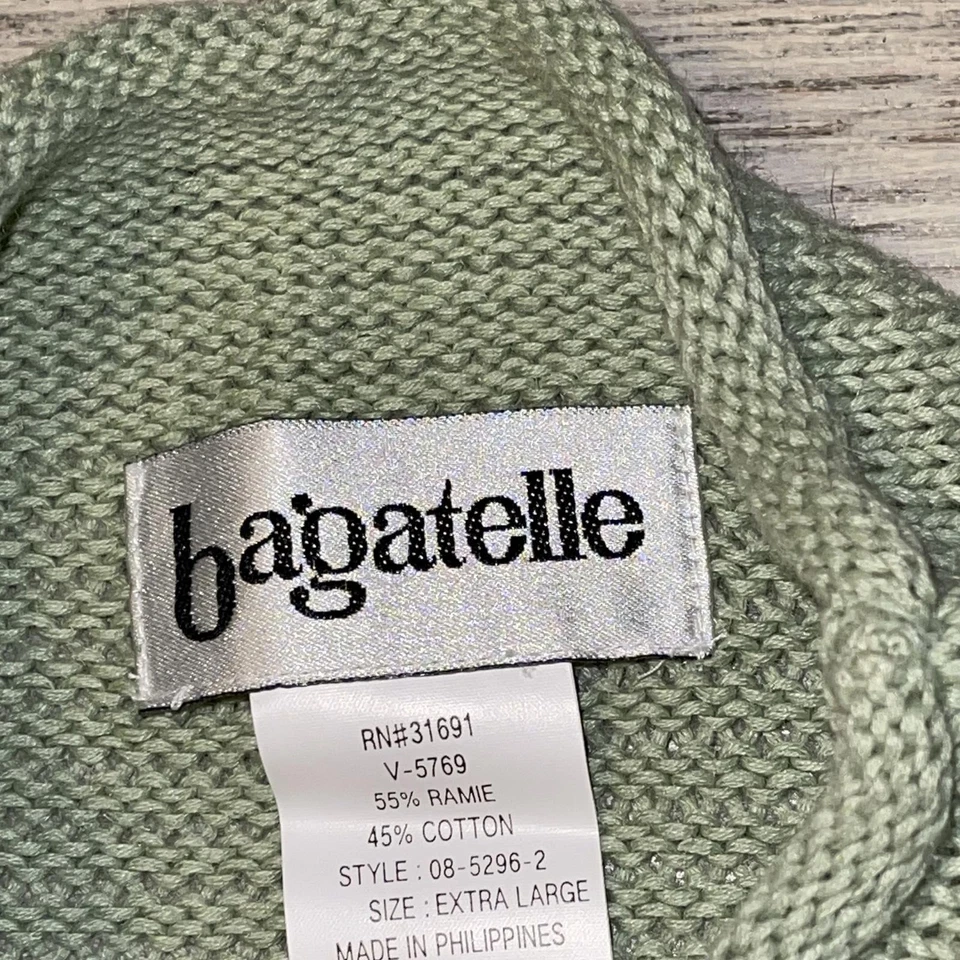 bagatelle
RN#31691
V-5769
55% RAMIE
45% COTTON
STYLE : 08-5296-2
SIZE : EXTRA LARGE
MADE IN PHILIPPINES